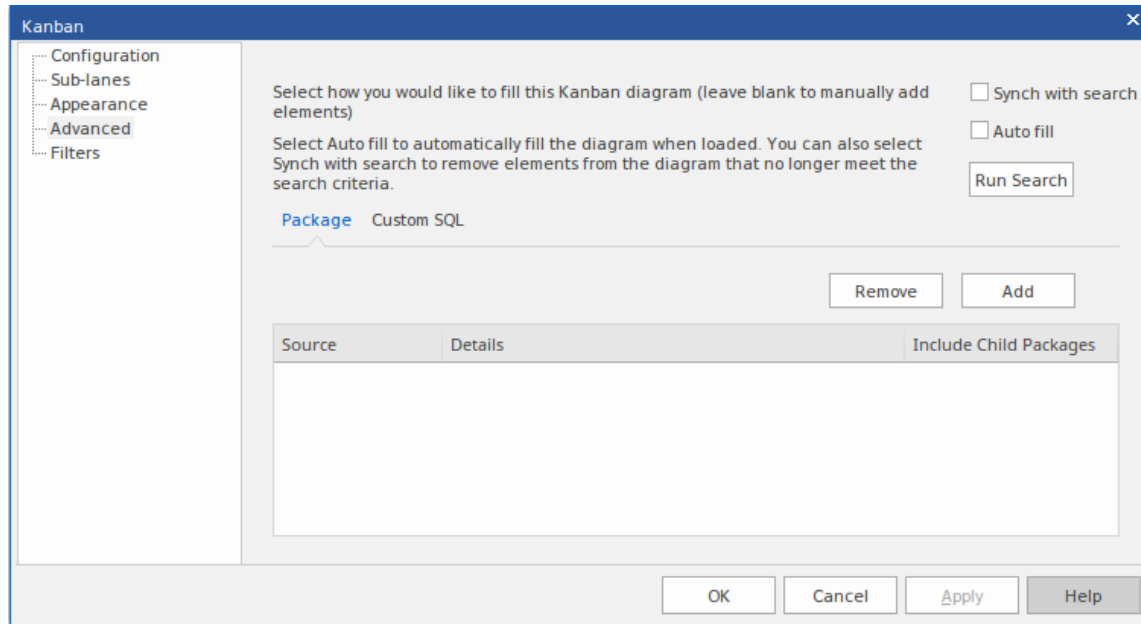 Kanban
Configuration
Sub-lanes
Appearance
Advanced
Filters
Select how you would like to fill this Kanban diagram (leave blank to manually add
elements)
Select Auto fill to automatically fill the diagram when loaded. You can also select
Synch with search to remove elements from the diagram that no longer meet the
search criteria.
Synch with search
Auto fill
Run Search
Package Custom SQL
Remove Add
Source Details Include Child Packages
OK Cancel Apply Help